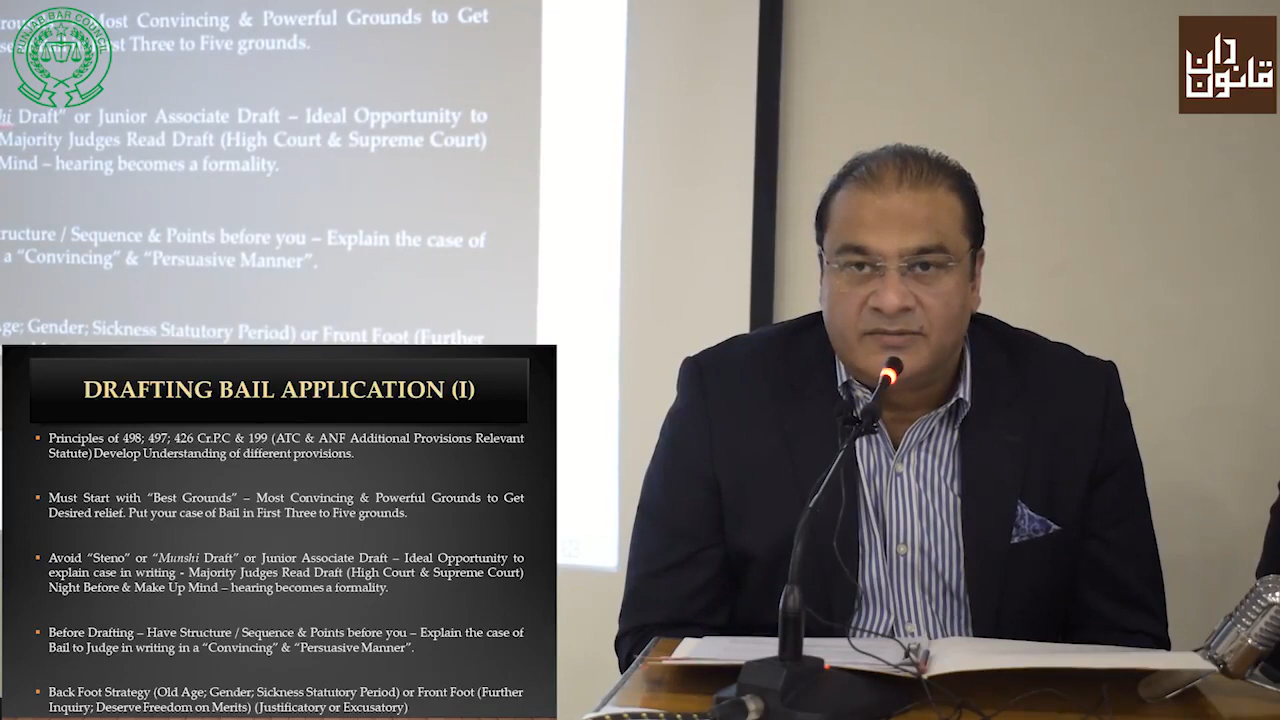 Most Convincing & Powerful Grounds to Get
First Three to Five grounds.
PUNJAB BAR COUNCIL
قانون دان
hi Draft" or Junior Associate Draft – Ideal Opportunity to
Majority Judges Read Draft (High Court & Supreme Court)
Mind – hearing becomes a formality.
ructure / Sequence & Points before you – Explain the case of
a "Convincing" & "Persuasive Manner".
ge; Gender; Sickness Statutory Period) or Front Foot (Further
DRAFTING BAIL APPLICATION (I)
▪ Principles of 498; 497; 426 Cr.P.C & 199 (ATC & ANF Additional Provisions Relevant
Statute) Develop Understanding of different provisions.
▪ Must Start with “Best Grounds” – Most Convincing & Powerful Grounds to Get
Desired relief. Put your case of Bail in First Three to Five grounds.
▪ Avoid “Steno” or “Munshi Draft” or Junior Associate Draft – Ideal Opportunity to
explain case in writing - Majority Judges Read Draft (High Court & Supreme Court)
Night Before & Make Up Mind – hearing becomes a formality.
▪ Before Drafting – Have Structure / Sequence & Points before you – Explain the case of
Bail to Judge in writing in a “Convincing” & “Persuasive Manner”.
▪ Back Foot Strategy (Old Age; Gender; Sickness Statutory Period) or Front Foot (Further
Inquiry; Deserve Freedom on Merits) (Justificatory or Excusatory)